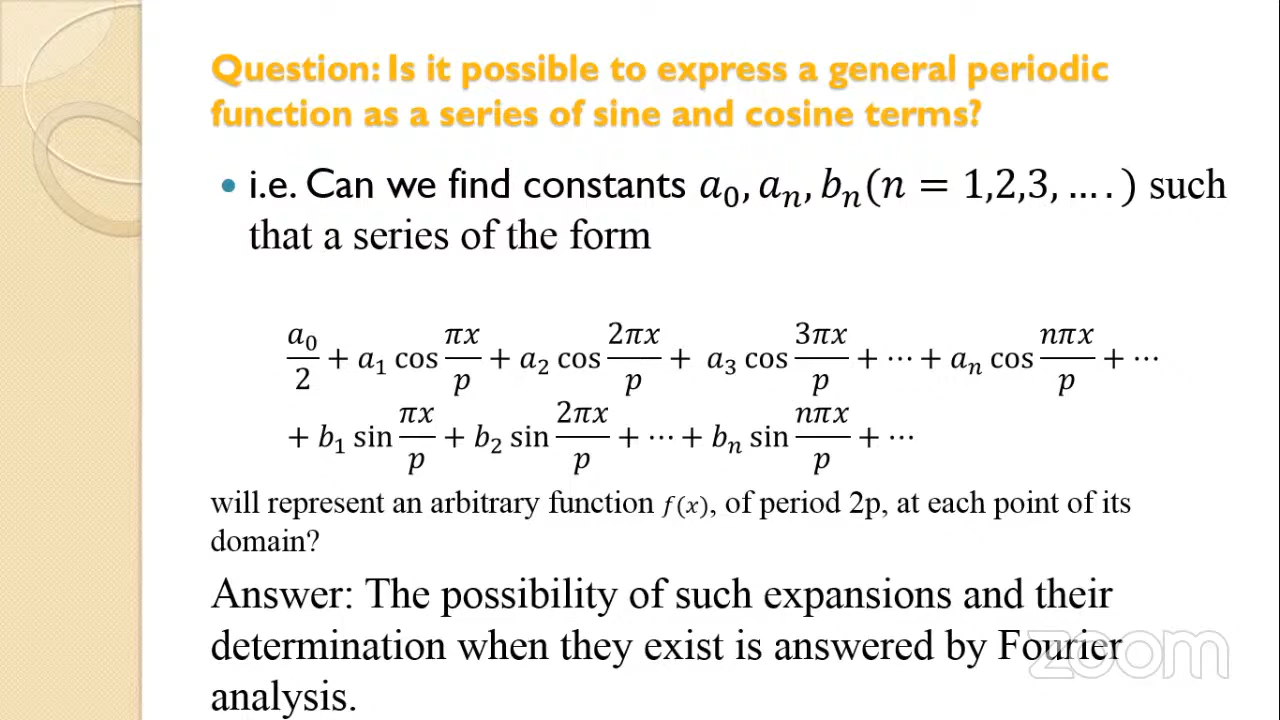 Question: Is it possible to express a general periodic
function as a series of sine and cosine terms?
• i.e. Can we find constants a₀, aₙ, bₙ(n = 1,2,3, … . ) such
that a series of the form
a₀/2 + a₁ cos πx/p + a₂ cos 2πx/p + a₃ cos 3πx/p + ⋯ + aₙ cos nπx/p + ⋯
+ b₁ sin πx/p + b₂ sin 2πx/p + ⋯ + bₙ sin nπx/p + ⋯
will represent an arbitrary function f(x), of period 2p, at each point of its
domain?
Answer: The possibility of such expansions and their
determination when they exist is answered by Fourier
analysis.
zoom